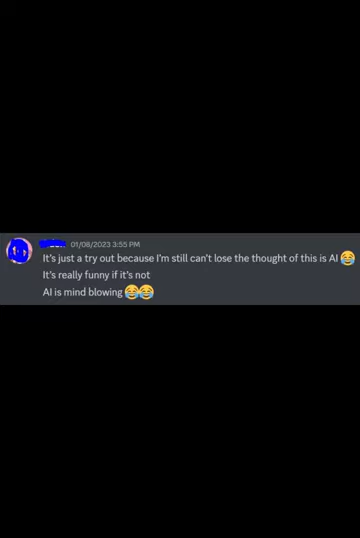 01/08/2023 3:55 PM
It's just a try out because I'm still can't lose the thought of this is AI 😂
It's really funny if it's not
AI is mind blowing 😂😂